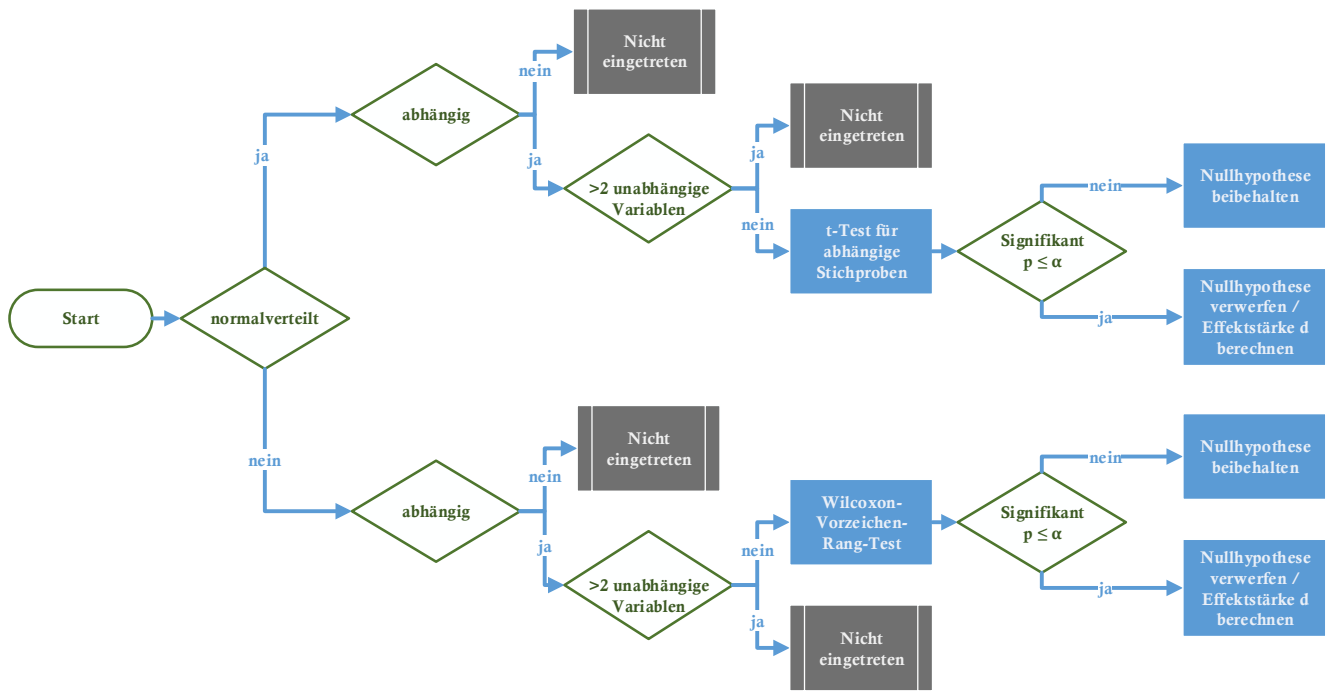 Start
normalverteilt
ja
abhängig
nein
Nicht
eingetreten
ja
>2 unabhängige
Variablen
ja
Nicht
eingetreten
nein
t-Test für
abhängige
Stichproben
Signifikant
p ≤ α
nein
Nullhypothese
beibehalten
ja
Nullhypothese
verwerfen /
Effektstärke d
berechnen
nein
abhängig
nein
Nicht
eingetreten
ja
>2 unabhängige
Variablen
nein
Wilcoxon-
Vorzeichen-
Rang-Test
Signifikant
p ≤ α
nein
Nullhypothese
beibehalten
ja
Nullhypothese
verwerfen /
Effektstärke d
berechnen
ja
Nicht
eingetreten